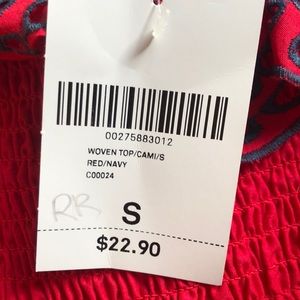 00275883012
WOVEN TOP/CAMI/S
RED/NAVY
C00024
RR S
$22.90